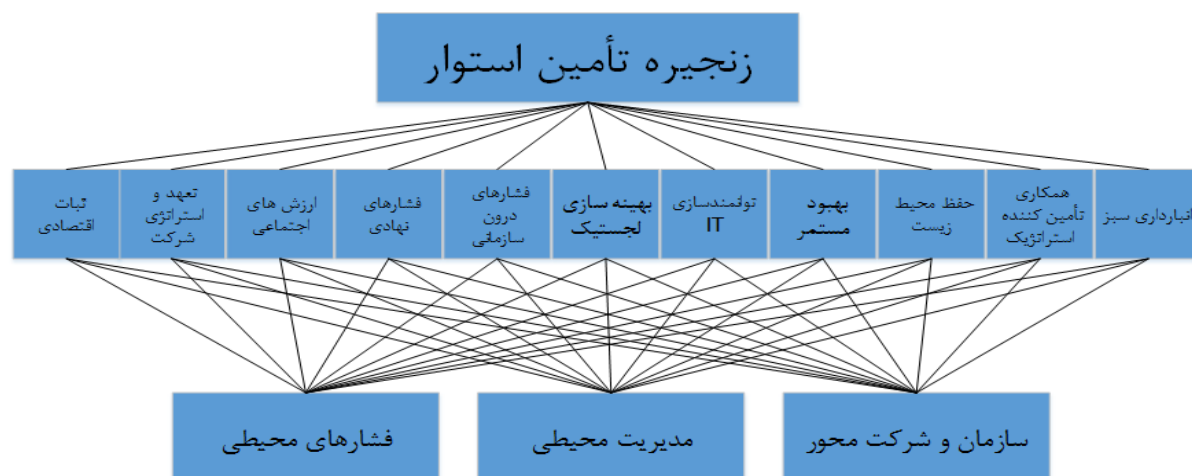 زنجیره تأمین استوار
انبارداری سبز
همکاری
تأمین کننده
استراتژیک
حفظ محیط
زیست
بهبود
مستمر
توانمندسازی
IT
بهینه سازی
لجستیک
فشارهای
درون
سازمانی
فشارهای
نهادی
ارزش های
اجتماعی
تعهد و
استراتژی
شرکت
ثبات
اقتصادی
سازمان و شرکت محور
مدیریت محیطی
فشارهای محیطی